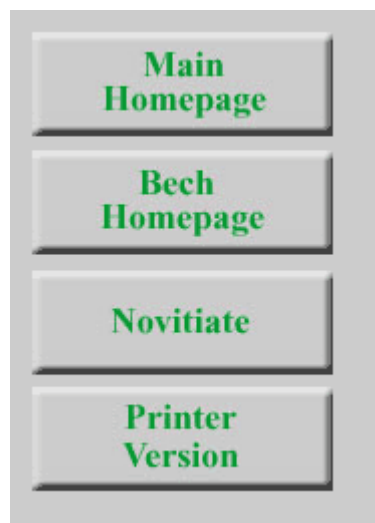 Main
Homepage
Bech
Homepage
Novitiate
Printer
Version